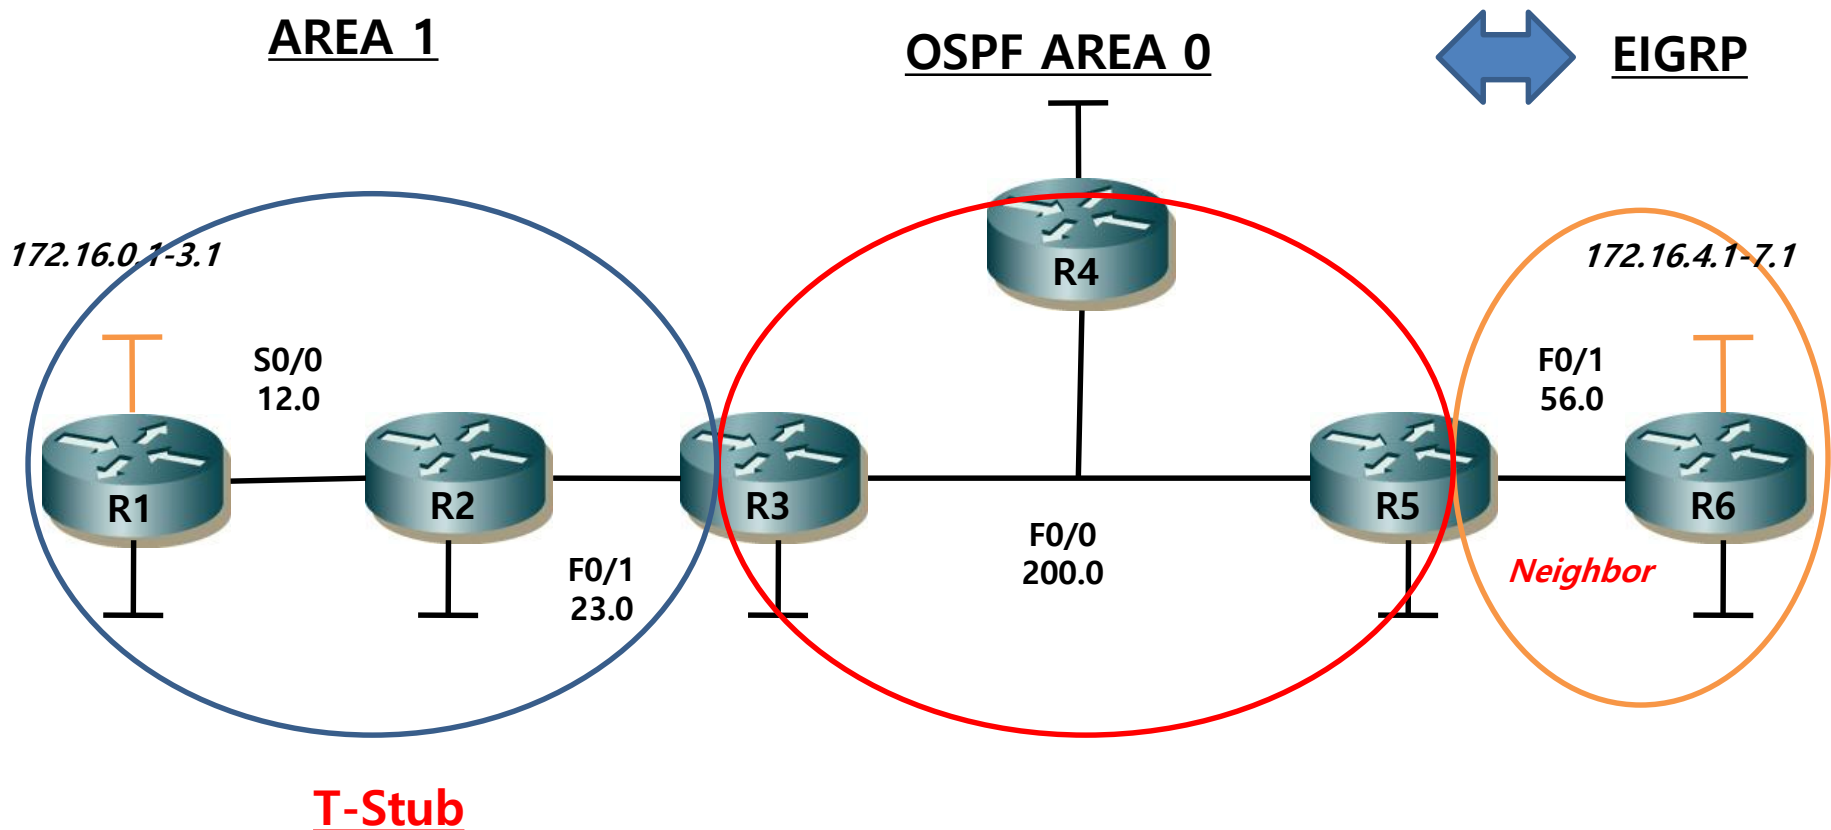 AREA 1
OSPF AREA 0
EIGRP
172.16.0.1-3.1
172.16.4.1-7.1
R4
S0/0
12.0
F0/1
56.0
R1
R2
R3
R5
R6
F0/1
23.0
F0/0
200.0
Neighbor
T-Stub